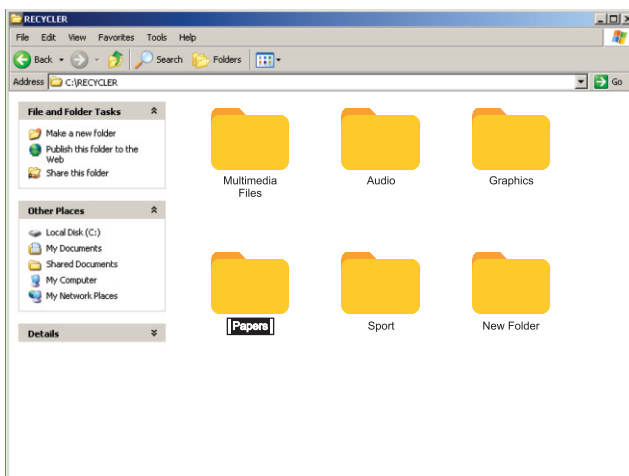 RECYCLER
File Edit View Favorites Tools Help
Back Search Folders
Address C:\RECYCLER Go
File and Folder Tasks
Make a new folder
Publish this folder to the
Web
Share this folder
Other Places
Local Disk (C:)
My Documents
Shared Documents
My Computer
My Network Places
Details
Multimedia
Files
Audio
Graphics
Papers
Sport
New Folder